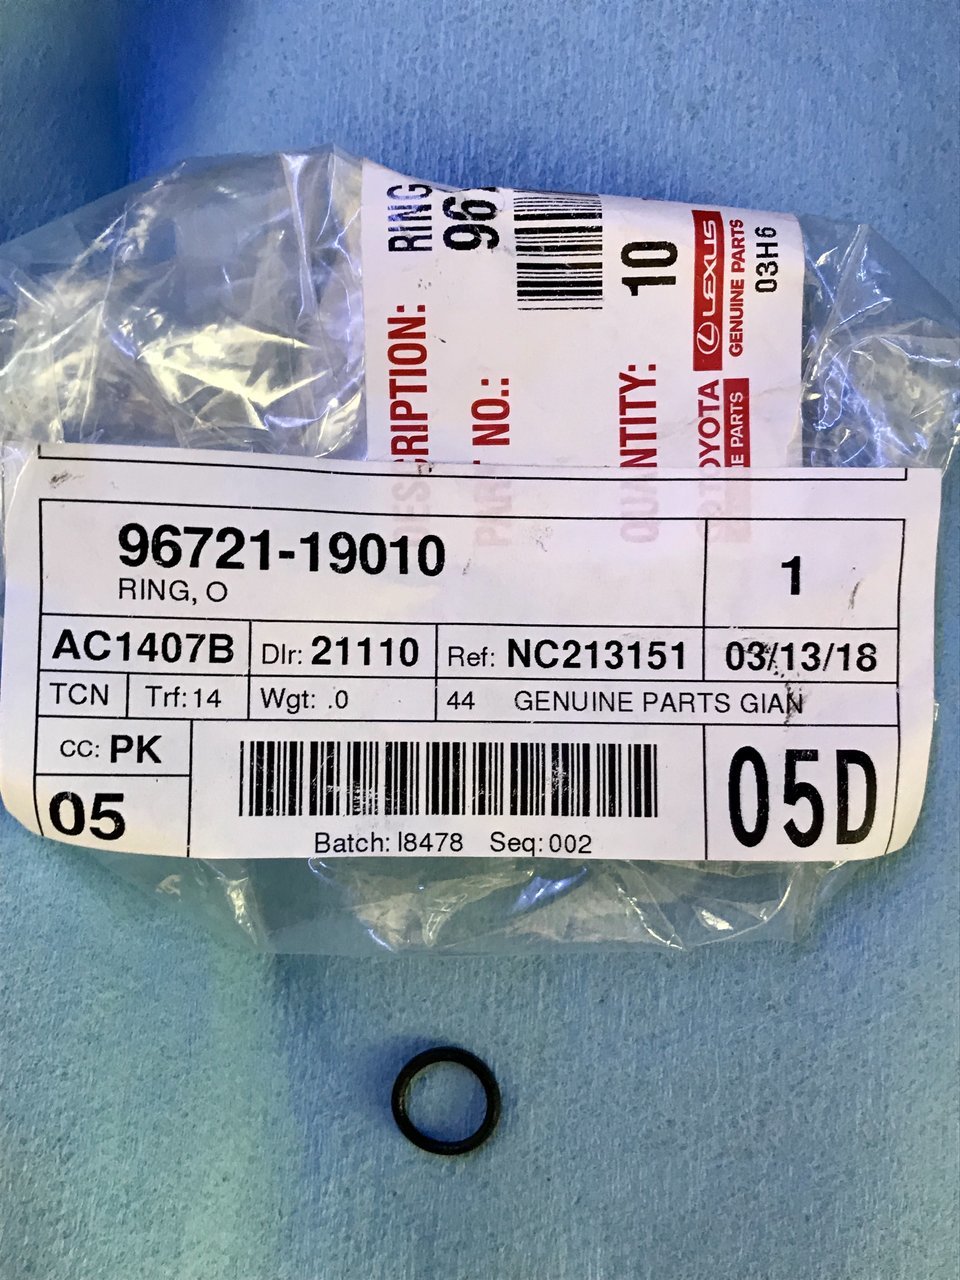 RING
96
10
LEXUS
GENUINE PARTS
03H6
CRIPTION:
NO.:
QUANTITY:
TOYOTA
PARTS
96721-19010
RING, O
1
AC1407B
Dlr: 21110
Ref: NC213151
03/13/18
TCN
Trf: 14
Wgt: .0
44 GENUINE PARTS GIAN
CC: PK
05
05D
Batch: I8478 Seq: 002